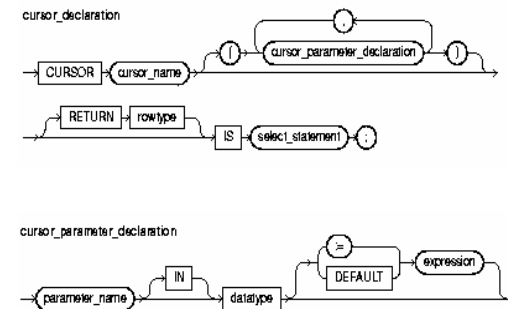 cursor_declaration
,
( cursor_parameter_declaration )
CURSOR cursor_name
RETURN rowtype
IS select_statement ;
cursor_parameter_declaration
:=
IN DEFAULT expression
parameter_name datatype